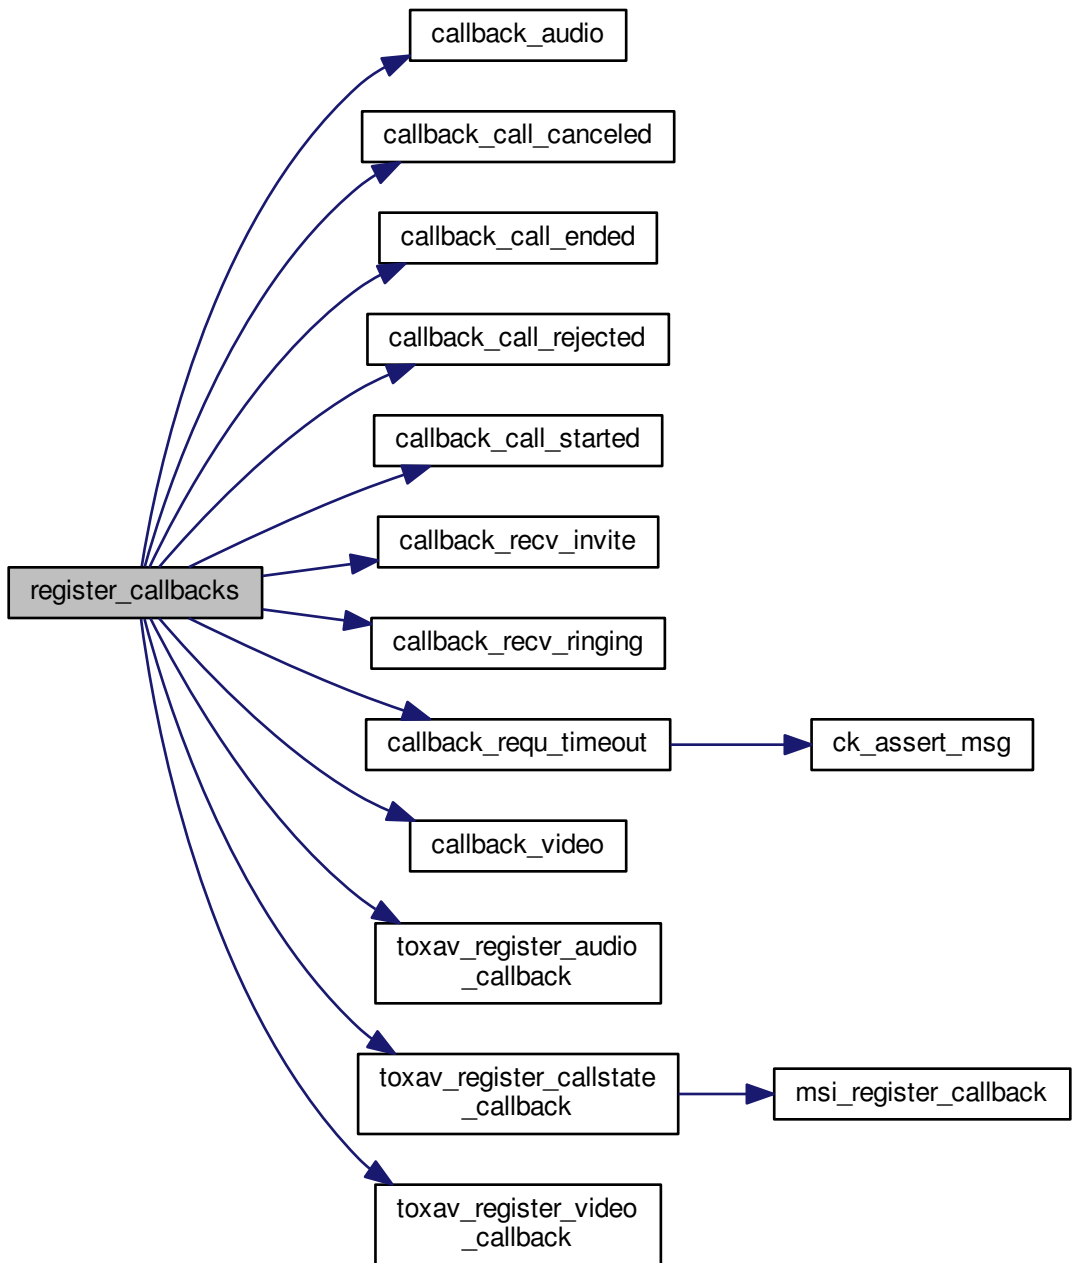 callback_audio
callback_call_canceled
callback_call_ended
callback_call_rejected
callback_call_started
callback_recv_invite
register_callbacks
callback_recv_ringing
callback_requ_timeout
ck_assert_msg
callback_video
toxav_register_audio
_callback
toxav_register_callstate
_callback
msi_register_callback
toxav_register_video
_callback